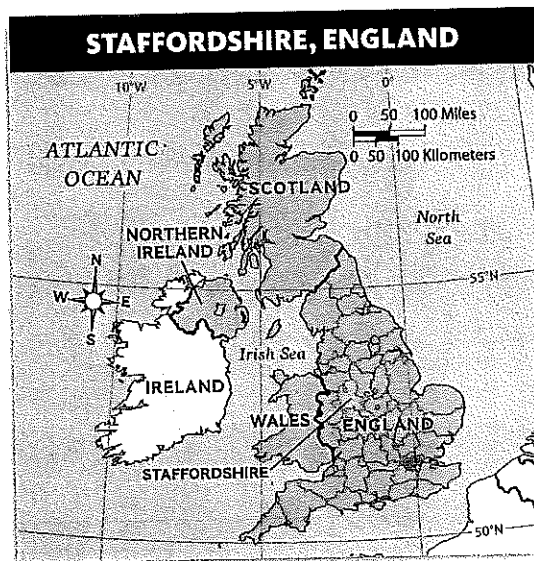 STAFFORDSHIRE, ENGLAND
10°W
5°W
0°
0 50 100 Miles
0 50 100 Kilometers
ATLANTIC
OCEAN
SCOTLAND
North
Sea
NORTHERN
IRELAND
N
W E
S
55°N
Irish Sea
IRELAND
WALES
ENGLAND
STAFFORDSHIRE
50°N